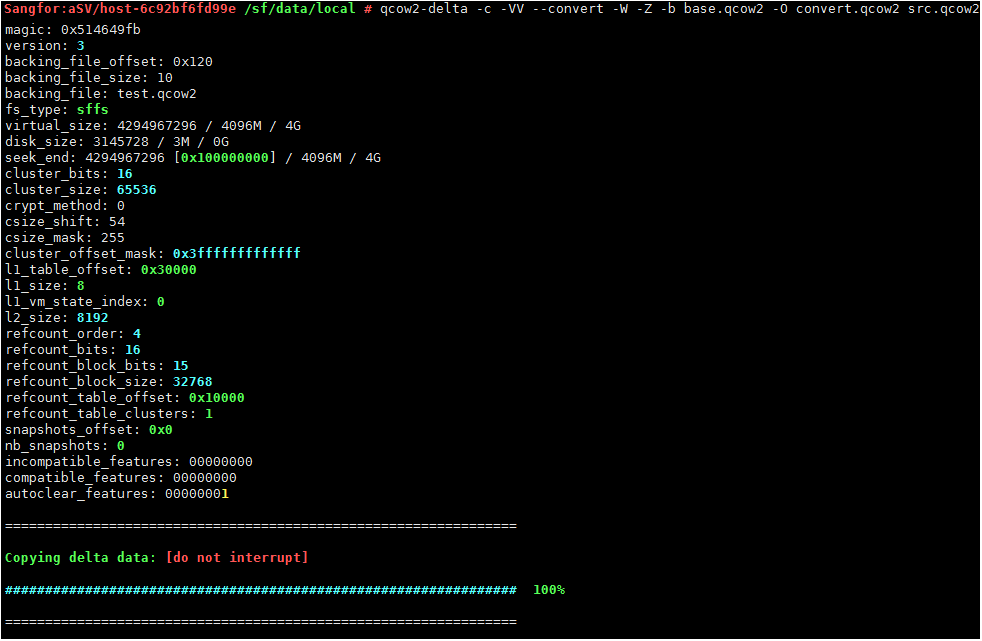 Sangfor:aSV/host-6c92bf6fd99e /sf/data/local # qcow2-delta -c -VV --convert -W -Z -b base.qcow2 -O convert.qcow2 src.qcow2
magic: 0x514649fb
version: 3
backing_file_offset: 0x120
backing_file_size: 10
backing_file: test.qcow2
fs_type: sffs
virtual_size: 4294967296 / 4096M / 4G
disk_size: 3145728 / 3M / 0G
seek_end: 4294967296 [0x100000000] / 4096M / 4G
cluster_bits: 16
cluster_size: 65536
crypt_method: 0
csize_shift: 54
csize_mask: 255
cluster_offset_mask: 0x3fffffffffffff
l1_table_offset: 0x30000
l1_size: 8
l1_vm_state_index: 0
l2_size: 8192
refcount_order: 4
refcount_bits: 16
refcount_block_bits: 15
refcount_block_size: 32768
refcount_table_offset: 0x10000
refcount_table_clusters: 1
snapshots_offset: 0x0
nb_snapshots: 0
incompatible_features: 00000000
compatible_features: 00000000
autoclear_features: 00000001
================================================================
Copying delta data: [do not interrupt]
################################################################  100%
================================================================